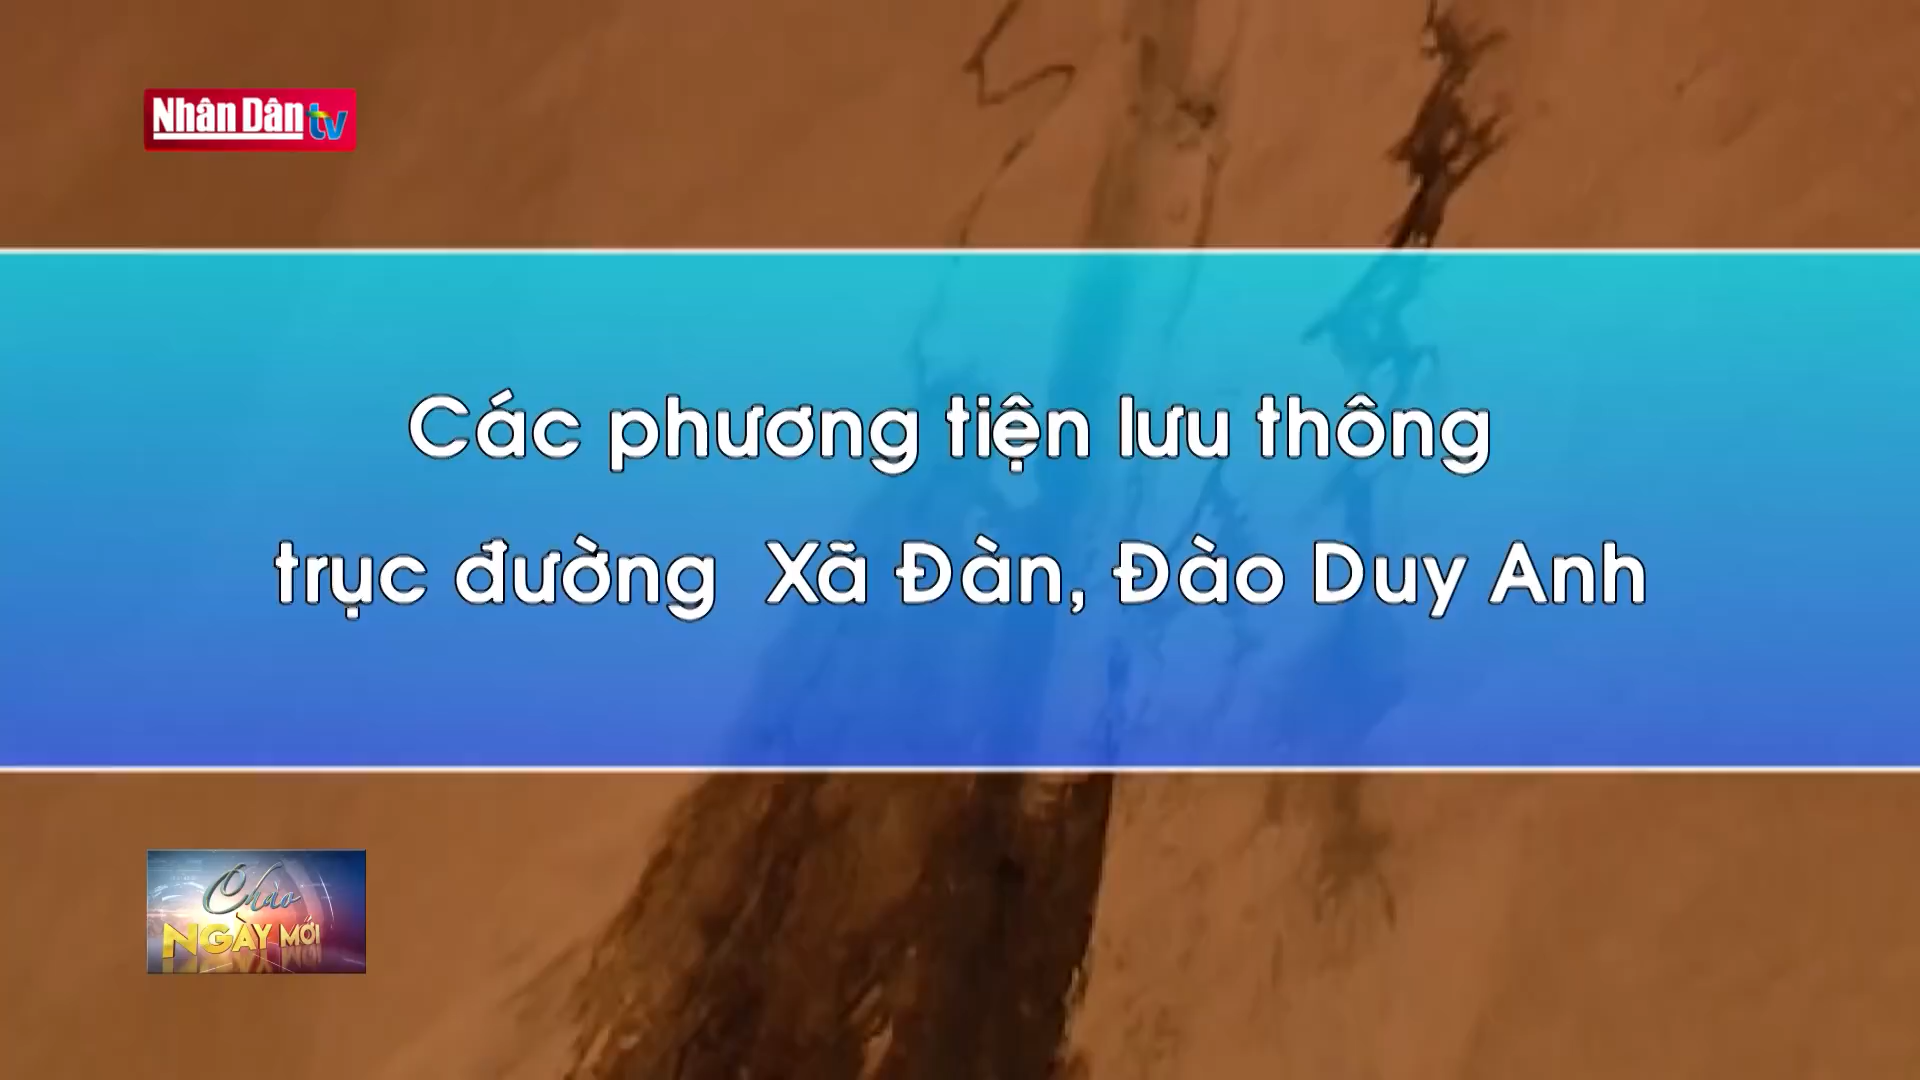 Nhân Dân tv
Các phương tiện lưu thông
trục đường  Xã Đàn, Đào Duy Anh
Chào
NGÀY MỚI